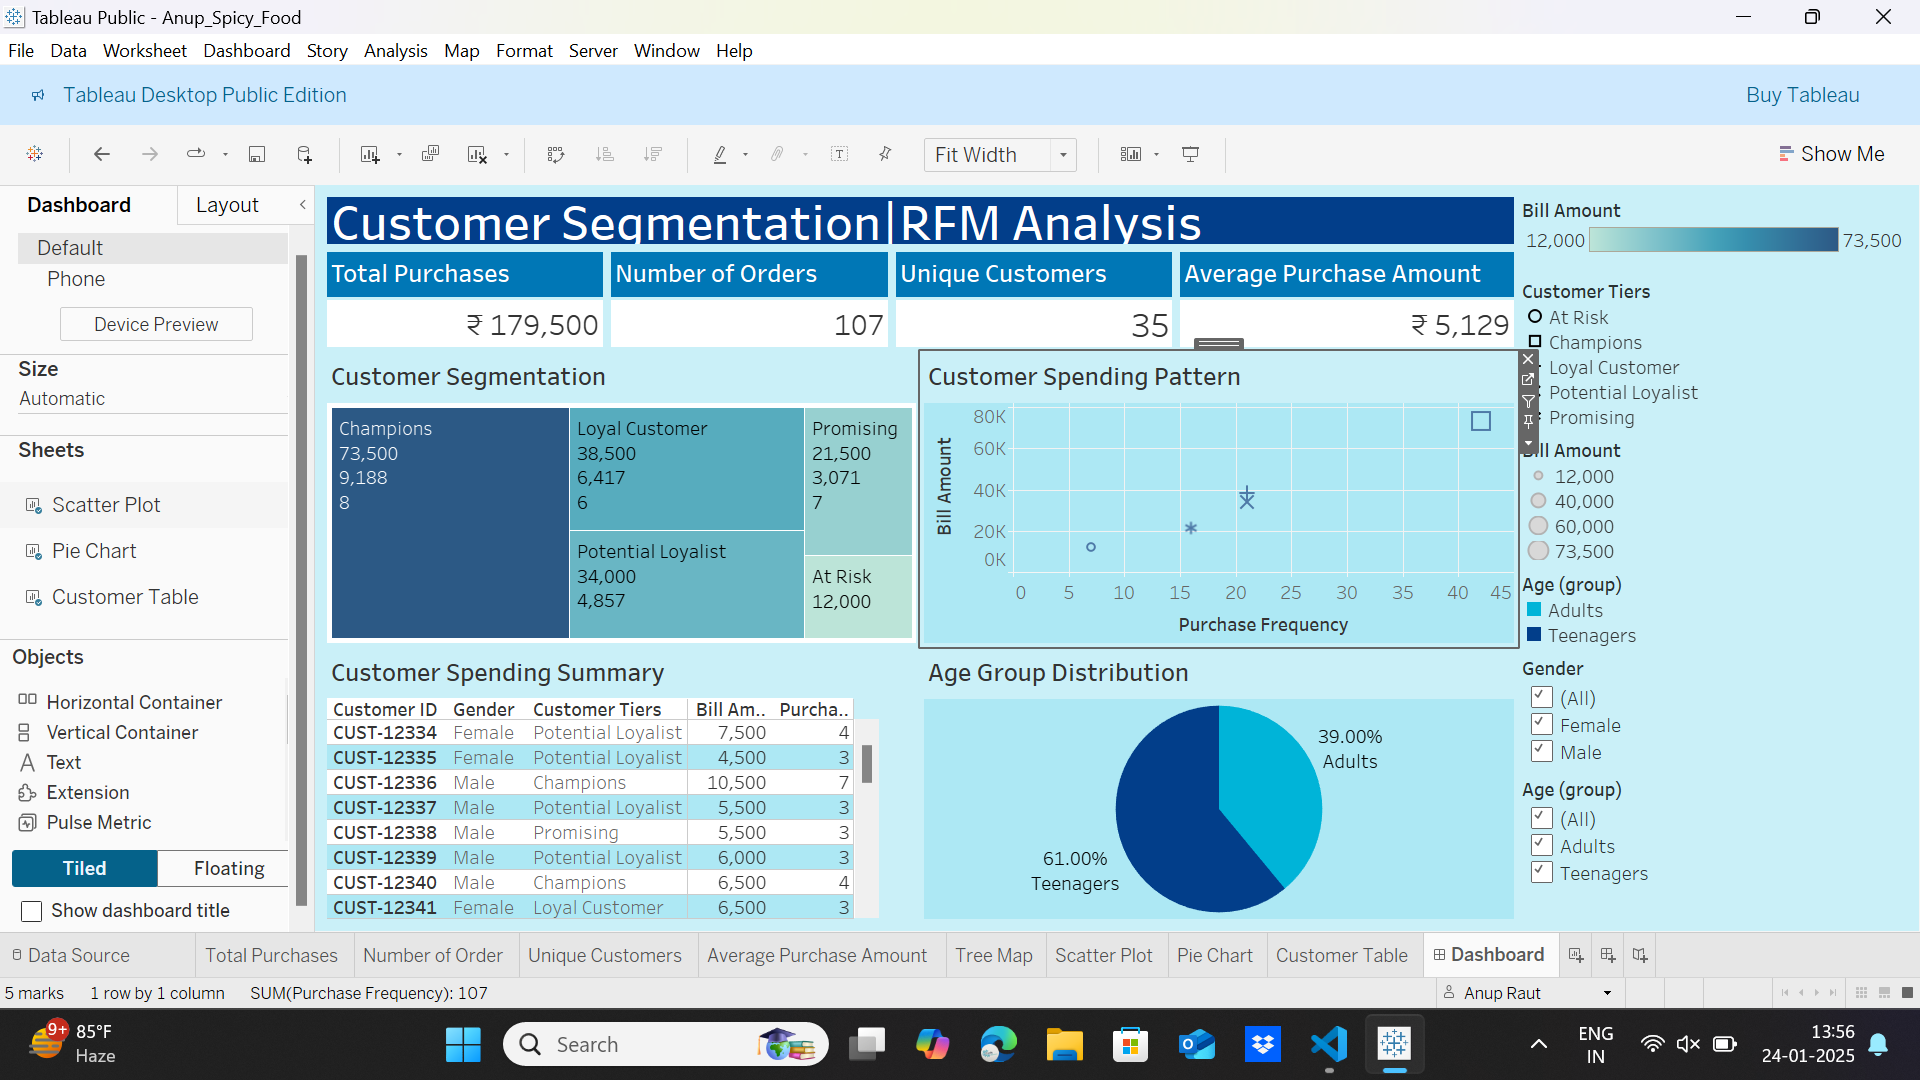 Tableau Public - Anup_Spicy_Food
File Data Worksheet Dashboard Story Analysis Map Format Server Window Help
Tableau Desktop Public Edition
Buy Tableau
Fit Width
Show Me
Dashboard
Layout
Default
Phone
Device Preview
Size
Automatic
Sheets
Scatter Plot
Pie Chart
Customer Table
Objects
Horizontal Container
Vertical Container
Text
Extension
Pulse Metric
Tiled
Floating
Show dashboard title
Customer Segmentation|RFM Analysis
Total Purchases
₹ 179,500
Number of Orders
107
Unique Customers
35
Average Purchase Amount
₹ 5,129
Customer Segmentation
Champions
73,500
9,188
8
Loyal Customer
38,500
6,417
6
Potential Loyalist
34,000
4,857
Promising
21,500
3,071
7
At Risk
12,000
Customer Spending Pattern
Bill Amount
80K
60K
40K
20K
0K
0 5 10 15 20 25 30 35 40 45
Purchase Frequency
Customer Spending Summary
Customer ID Gender Customer Tiers Bill Am.. Purcha..
CUST-12334 Female Potential Loyalist 7,500 4
CUST-12335 Female Potential Loyalist 4,500 3
CUST-12336 Male Champions 10,500 7
CUST-12337 Male Potential Loyalist 5,500 3
CUST-12338 Male Promising 5,500 3
CUST-12339 Male Potential Loyalist 6,000 3
CUST-12340 Male Champions 6,500 4
CUST-12341 Female Loyal Customer 6,500 3
Age Group Distribution
39.00%
Adults
61.00%
Teenagers
Bill Amount
12,000 73,500
Customer Tiers
At Risk
Champions
Loyal Customer
Potential Loyalist
Promising
Bill Amount
12,000
40,000
60,000
73,500
Age (group)
Adults
Teenagers
Gender
(All)
Female
Male
Age (group)
(All)
Adults
Teenagers
Data Source Total Purchases Number of Order Unique Customers Average Purchase Amount Tree Map Scatter Plot Pie Chart Customer Table Dashboard
5 marks 1 row by 1 column SUM(Purchase Frequency): 107
Anup Raut
9+
85°F
Haze
Search
ENG
IN
13:56
24-01-2025